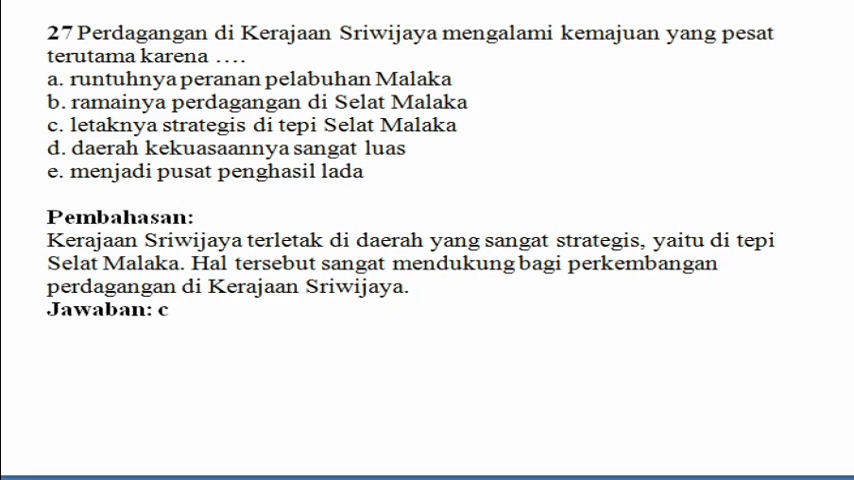 27 Perdagangan di Kerajaan Sriwijaya mengalami kemajuan yang pesat
terutama karena ....
a. runtuhnya peranan pelabuhan Malaka
b. ramainya perdagangan di Selat Malaka
c. letaknya strategis di tepi Selat Malaka
d. daerah kekuasaannya sangat luas
e. menjadi pusat penghasil lada
Pembahasan:
Kerajaan Sriwijaya terletak di daerah yang sangat strategis, yaitu di tepi
Selat Malaka. Hal tersebut sangat mendukung bagi perkembangan
perdagangan di Kerajaan Sriwijaya.
Jawaban: c